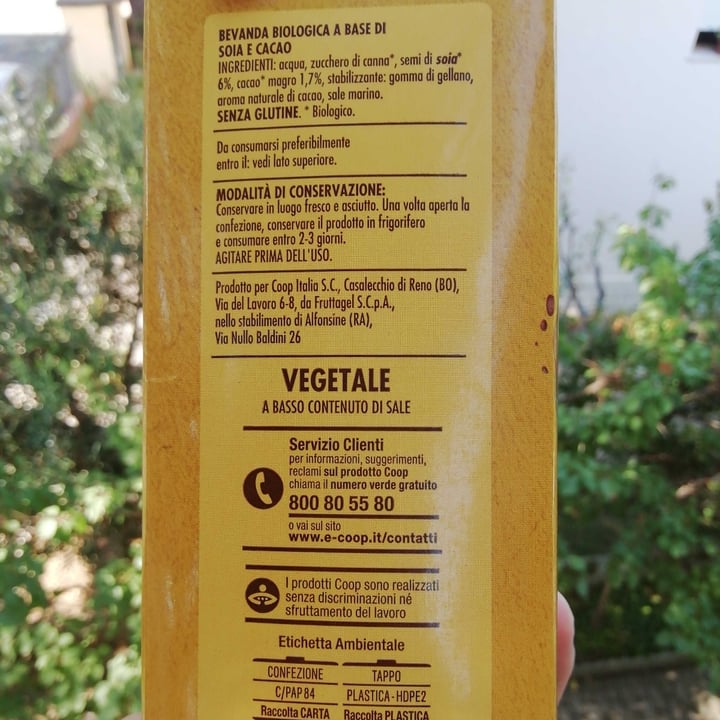 BEVANDA BIOLOGICA A BASE DI
SOIA E CACAO
INGREDIENTI: acqua, zucchero di canna*, semi di soia*
6%, cacao* magro 1,7%, stabilizzante: gomma di gellano,
aroma naturale di cacao, sale marino.
SENZA GLUTINE. * Biologico.
Da consumarsi preferibilmente
entro il: vedi lato superiore.
MODALITÀ DI CONSERVAZIONE:
Conservare in luogo fresco e asciutto. Una volta aperta la
confezione, conservare il prodotto in frigorifero
e consumare entro 2-3 giorni.
AGITARE PRIMA DELL'USO.
Prodotto per Coop Italia S.C., Casalecchio di Reno (BO),
Via del Lavoro 6-8, da Fruttagel S.C.p.A.,
nello stabilimento di Alfonsine (RA),
Via Nullo Baldini 26
VEGETALE
A BASSO CONTENUTO DI SALE
Servizio Clienti
per informazioni, suggerimenti,
reclami sul prodotto Coop
chiama il numero verde gratuito
800 80 55 80
o vai sul sito
www.e-coop.it/contatti
I prodotti Coop sono realizzati
senza discriminazioni né
sfruttamento del lavoro
Etichetta Ambientale
CONFEZIONE TAPPO
C/PAP 84 PLASTICA - HDPE2
Raccolta CARTA Raccolta PLASTICA